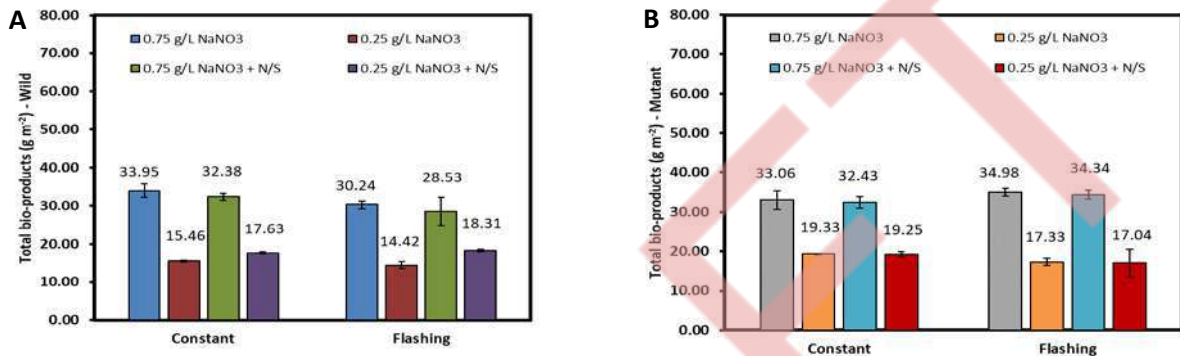 A
Total bio-products (g m⁻²) - Wild
80.00
70.00
60.00
50.00
40.00
30.00
20.00
10.00
0.00
0.75 g/L NaNO3
0.25 g/L NaNO3
0.75 g/L NaNO3 + N/S
0.25 g/L NaNO3 + N/S
33.95
15.46
32.38
17.63
30.24
14.42
28.53
18.31
Constant
Flashing
B
Total bio-products (g m⁻²) - Mutant
80.00
70.00
60.00
50.00
40.00
30.00
20.00
10.00
0.00
0.75 g/L NaNO3
0.25 g/L NaNO3
0.75 g/L NaNO3 + N/S
0.25 g/L NaNO3 + N/S
33.06
19.33
32.43
19.25
34.98
17.33
34.34
17.04
Constant
Flashing